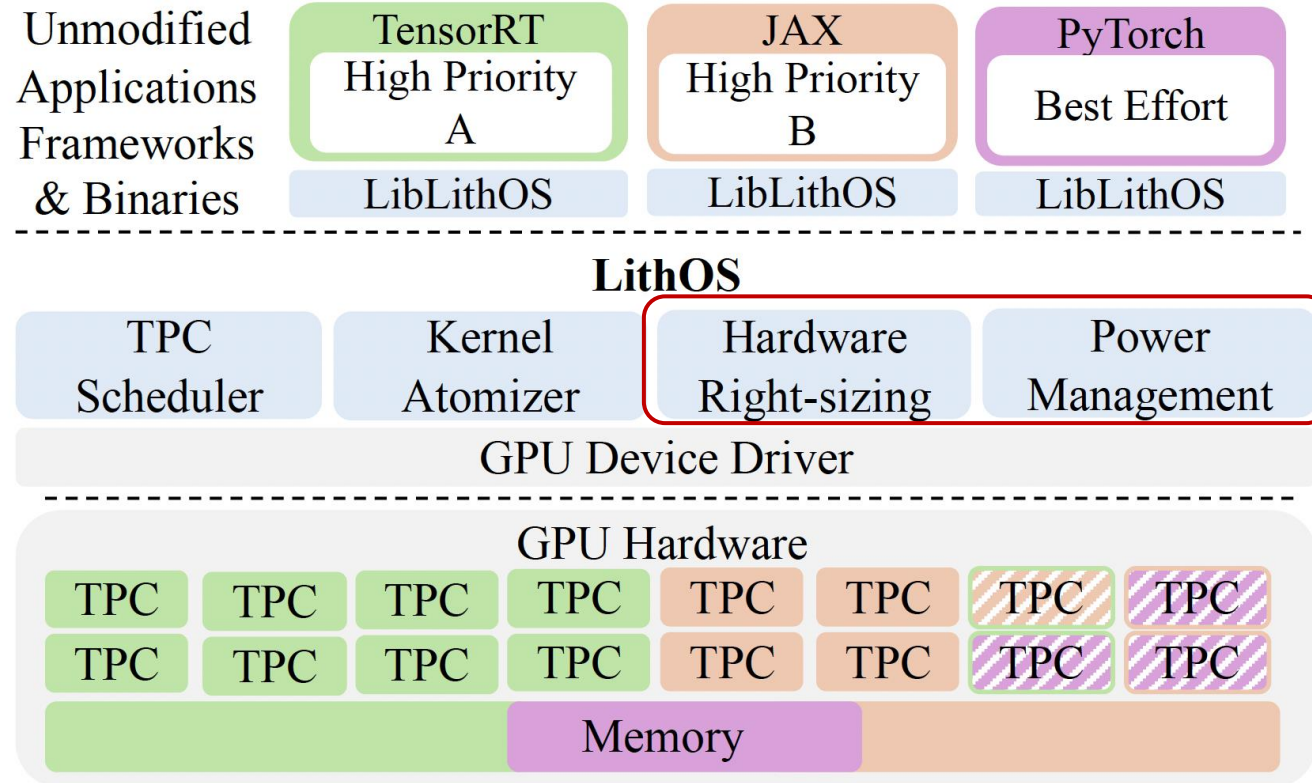 Unmodified
Applications
Frameworks
& Binaries
TensorRT
High Priority
A
LibLithOS
JAX
High Priority
B
LibLithOS
PyTorch
Best Effort
LibLithOS
LithOS
TPC
Scheduler
Kernel
Atomizer
Hardware
Right-sizing
Power
Management
GPU Device Driver
GPU Hardware
TPC TPC TPC TPC TPC TPC TPC TPC
TPC TPC TPC TPC TPC TPC TPC TPC
Memory